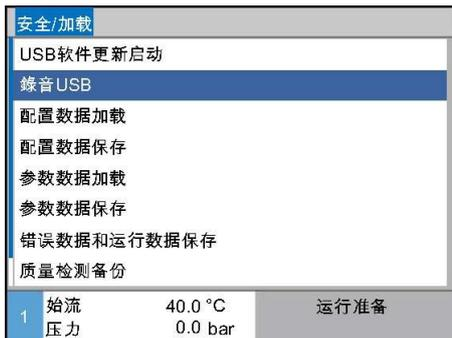 安全/加载
USB软件更新启动
錄音USB
配置数据加载
配置数据保存
参数数据加载
参数数据保存
错误数据和运行数据保存
质量检测备份
1 始流 40.0 °C 运行准备
压力 0.0 bar